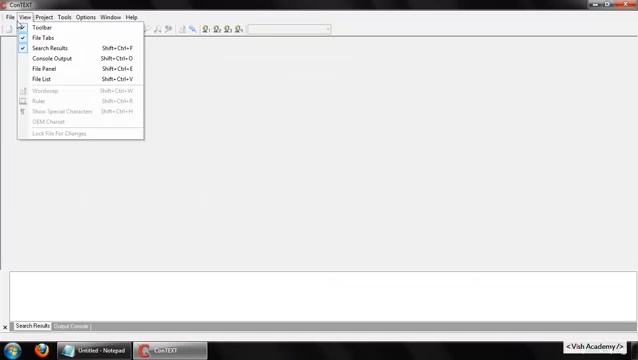 ConTEXT
File View Project Tools Options Window Help
Toolbar
File Tabs
Search Results Shift+Ctrl+F
Console Output Shift+Ctrl+O
File Panel Shift+Ctrl+E
File List Shift+Ctrl+V
Wordwrap Shift+Ctrl+W
Ruler Shift+Ctrl+R
Show Special Characters Shift+Ctrl+H
OEM Charset
Lock File For Changes
Search Results Output Console
Untitled - Notepad ConTEXT
<Vish Academy/>